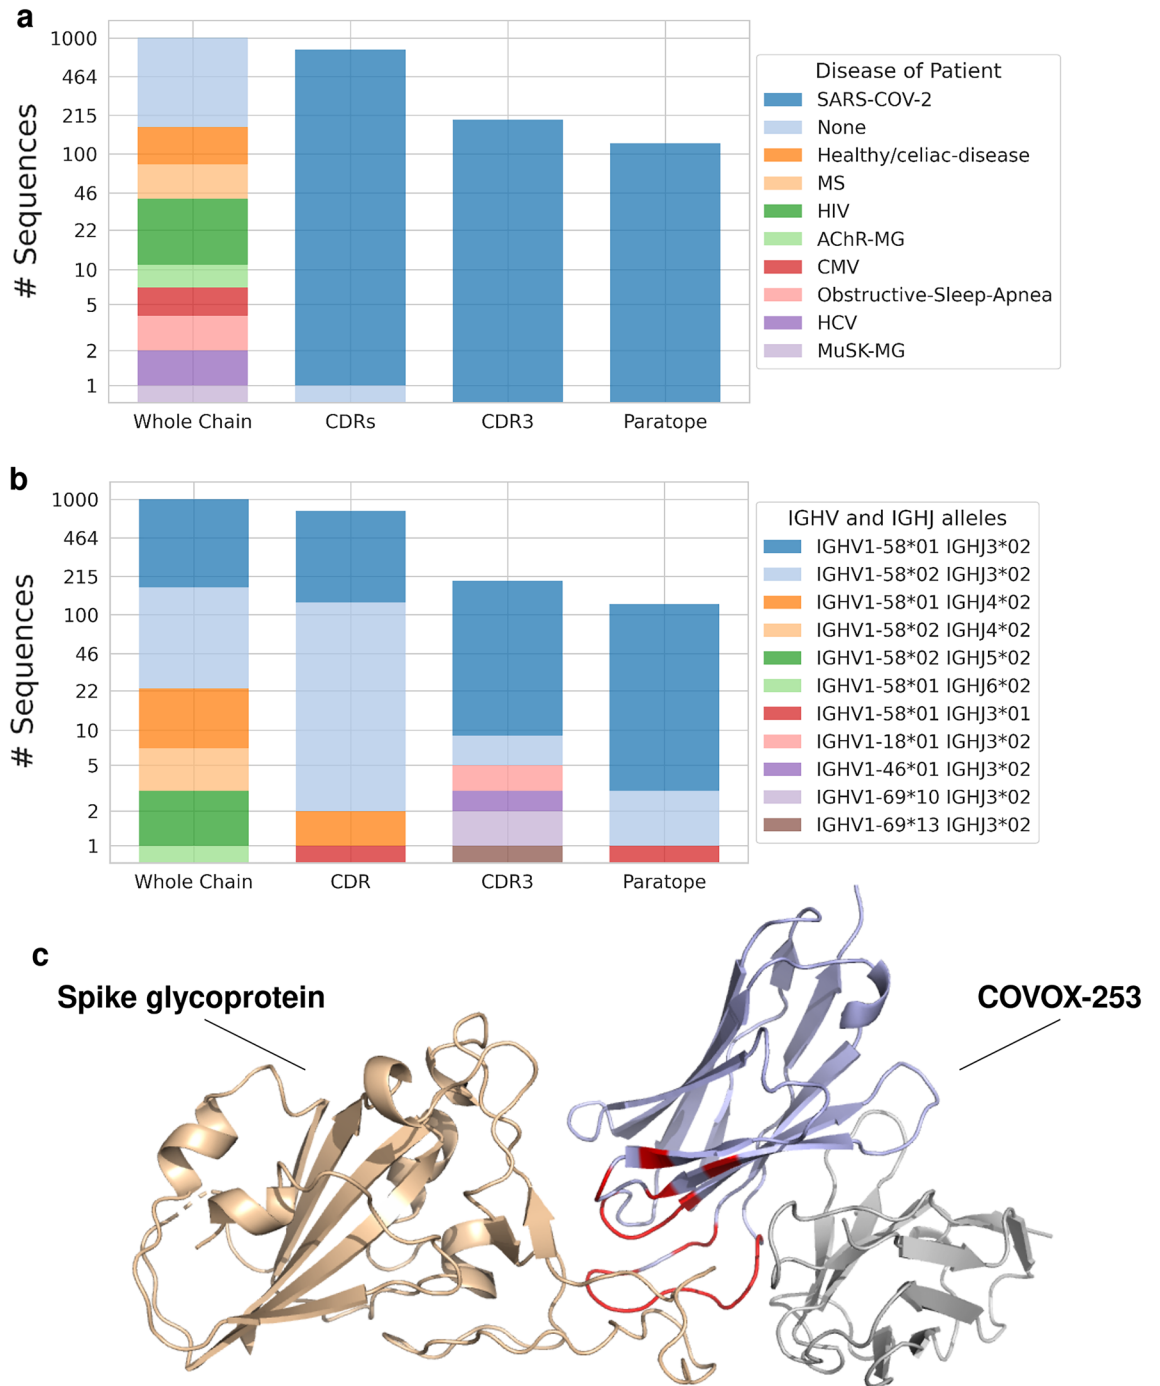 a
# Sequences
1000
464
215
100
46
22
10
5
2
1
Whole Chain
CDRs
CDR3
Paratope
Disease of Patient
SARS-COV-2
None
Healthy/celiac-disease
MS
HIV
AChR-MG
CMV
Obstructive-Sleep-Apnea
HCV
MuSK-MG
b
# Sequences
1000
464
215
100
46
22
10
5
2
1
Whole Chain
CDR
CDR3
Paratope
IGHV and IGHJ alleles
IGHV1-58*01 IGHJ3*02
IGHV1-58*02 IGHJ3*02
IGHV1-58*01 IGHJ4*02
IGHV1-58*02 IGHJ4*02
IGHV1-58*02 IGHJ5*02
IGHV1-58*01 IGHJ6*02
IGHV1-58*01 IGHJ3*01
IGHV1-18*01 IGHJ3*02
IGHV1-46*01 IGHJ3*02
IGHV1-69*10 IGHJ3*02
IGHV1-69*13 IGHJ3*02
c
Spike glycoprotein
COVOX-253